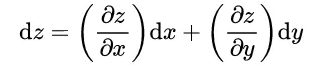 dz = (∂z/∂x) dx + (∂z/∂y) dy